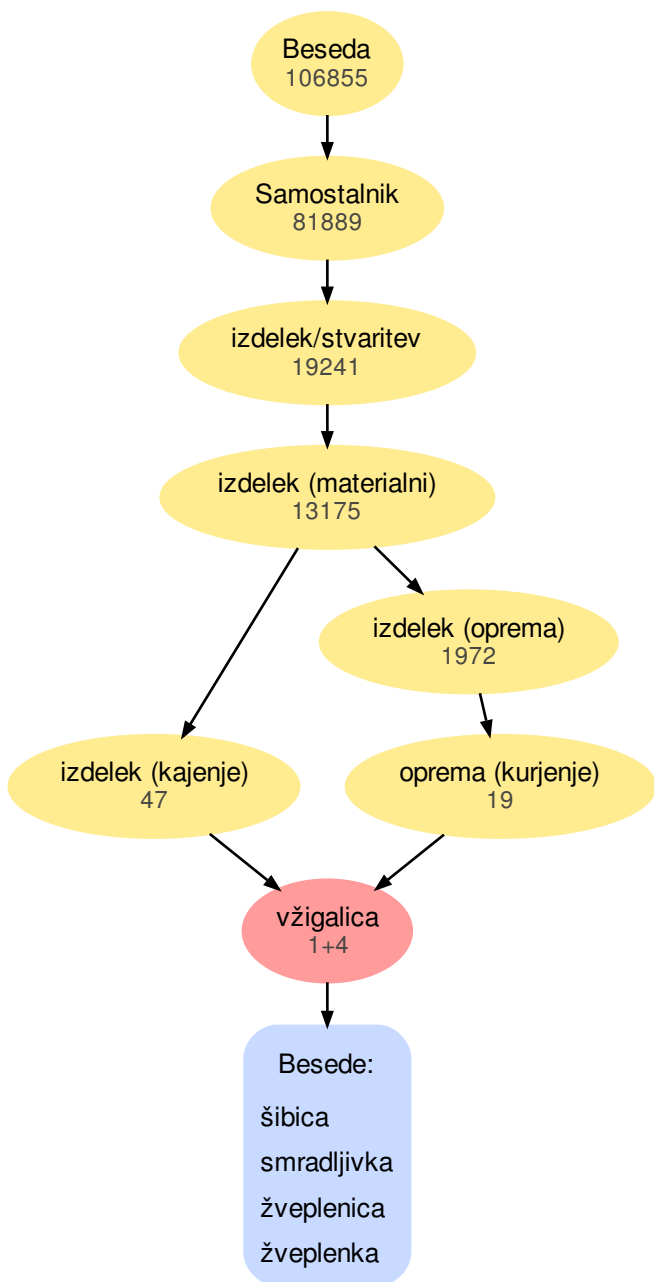 Beseda
106855
Samostalnik
81889
izdelek/stvaritev
19241
izdelek (materialni)
13175
izdelek (oprema)
1972
izdelek (kajenje)
47
oprema (kurjenje)
19
vžigalica
1+4
Besede:
šibica
smradljivka
žveplenica
žveplenka